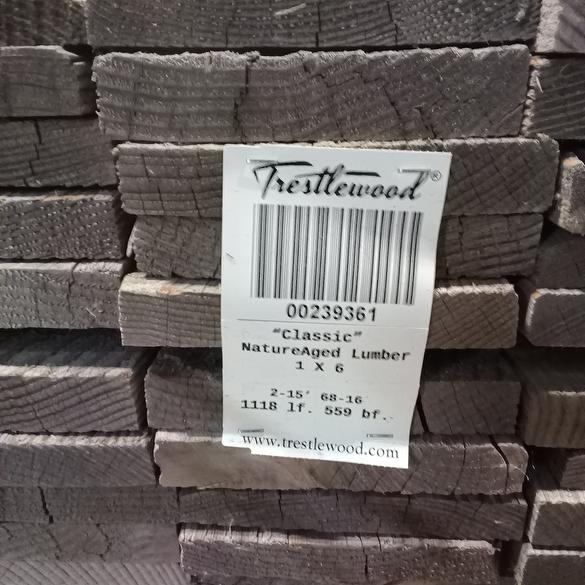 Trestlewood®
00239361
"Classic"
NatureAged Lumber
1 X 6
2-15' 68-16
1118 lf. 559 bf.
www.trestlewood.com